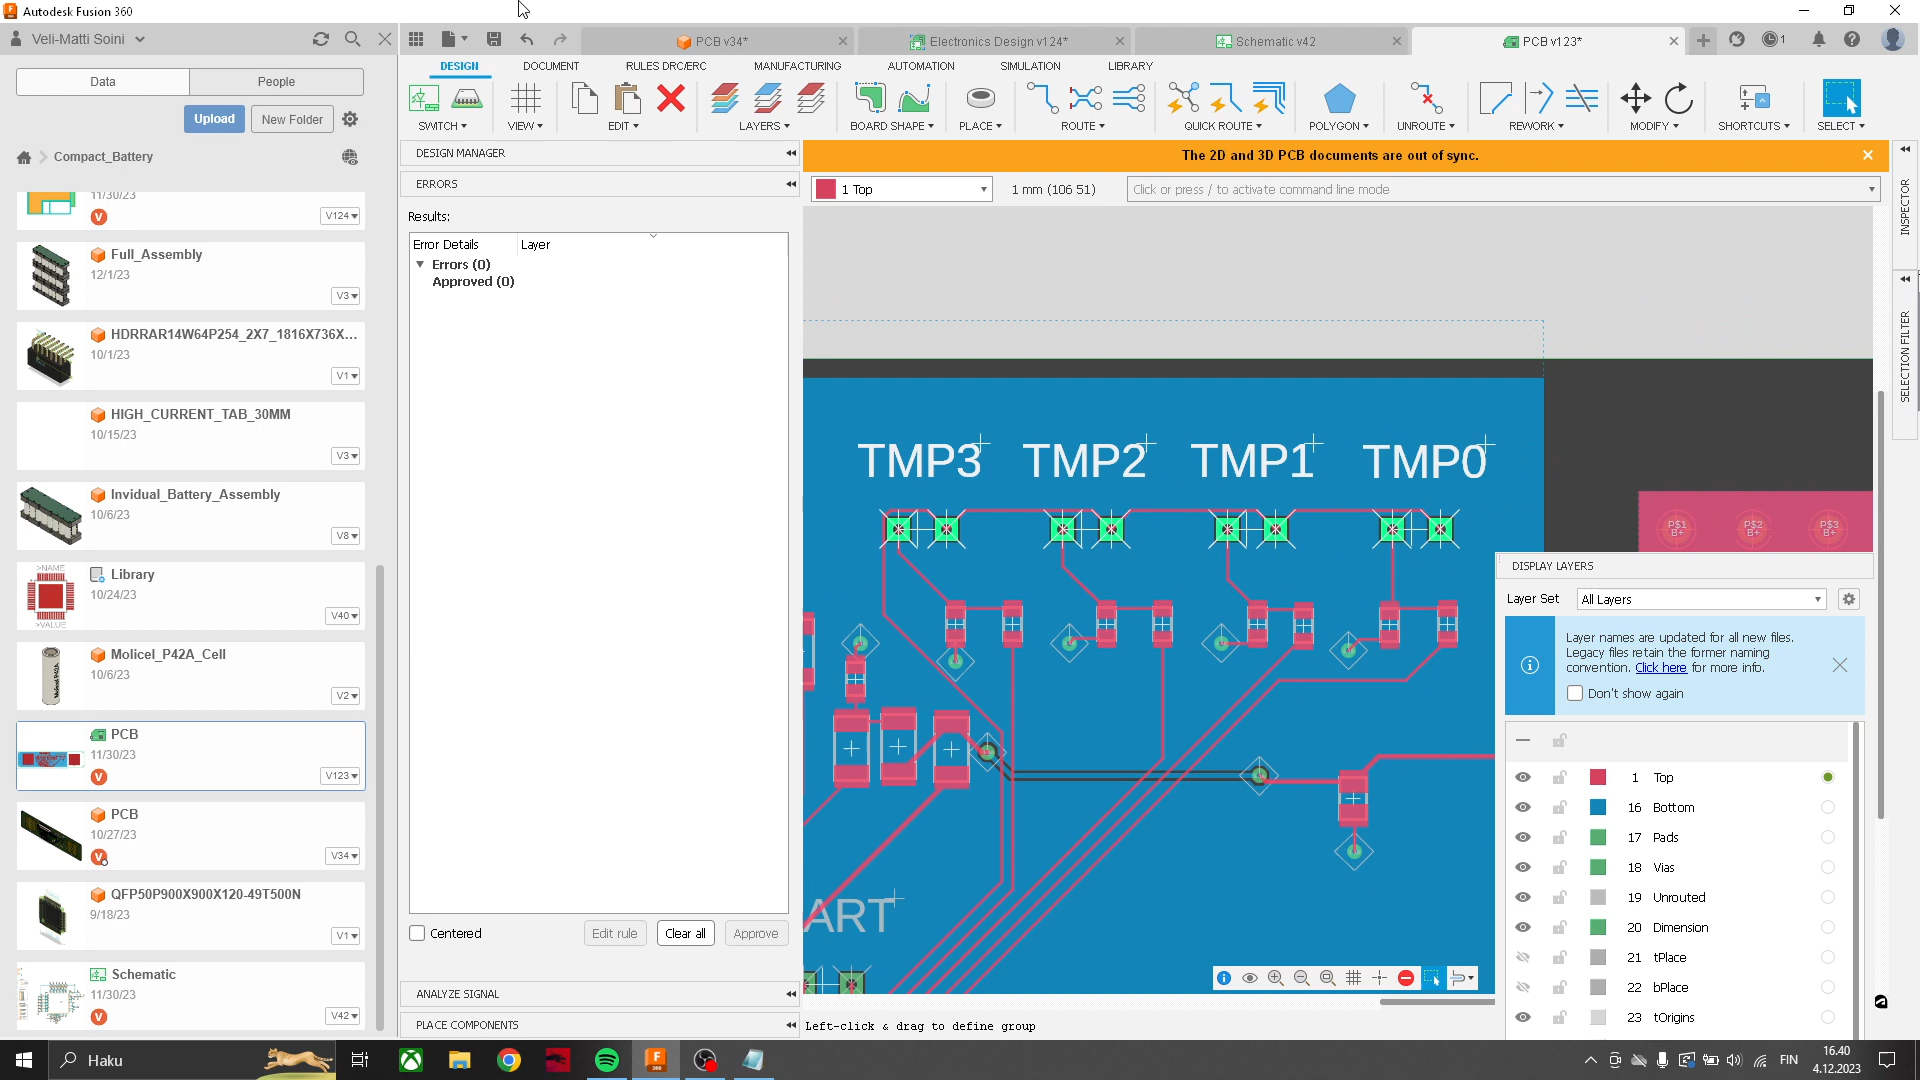 Autodesk Fusion 360
Veli-Matti Soini
PCB v34*
Electronics Design v124*
Schematic v42
PCB v123*
1
Data
People
Upload
New Folder
Compact_Battery
11/30/23
V124
Full_Assembly
12/1/23
V3
HDRRAR14W64P254_2X7_1816X736X...
10/1/23
V1
HIGH_CURRENT_TAB_30MM
10/15/23
V3
Invidual_Battery_Assembly
10/6/23
V8
>NAME
>VALUE
Library
10/24/23
V40
Molicel_P42A_Cell
10/6/23
V2
PCB
11/30/23
V123
PCB
10/27/23
V34
QFP50P900X900X120-49T500N
9/18/23
V1
Schematic
11/30/23
V42
DESIGN
DOCUMENT
RULES DRC/ERC
MANUFACTURING
AUTOMATION
SIMULATION
LIBRARY
SWITCH
VIEW
EDIT
LAYERS
BOARD SHAPE
PLACE
ROUTE
QUICK ROUTE
POLYGON
UNROUTE
REWORK
MODIFY
SHORTCUTS
SELECT
DESIGN MANAGER
ERRORS
Results:
Error Details
Layer
Errors (0)
Approved (0)
Centered
Edit rule
Clear all
Approve
ANALYZE SIGNAL
PLACE COMPONENTS
The 2D and 3D PCB documents are out of sync.
1 Top
1 mm (106 51)
Click or press / to activate command line mode
INSPECTOR
SELECTION FILTER
TMP3
TMP2
TMP1
TMP0
P$1
B+
P$2
B+
P$3
B+
ART
Left-click & drag to define group
DISPLAY LAYERS
Layer Set
All Layers
Layer names are updated for all new files.
Legacy files retain the former naming
convention. Click here for more info.
Don't show again
1 Top
16 Bottom
17 Pads
18 Vias
19 Unrouted
20 Dimension
21 tPlace
22 bPlace
23 tOrigins
Haku
FIN
16.40
4.12.2023